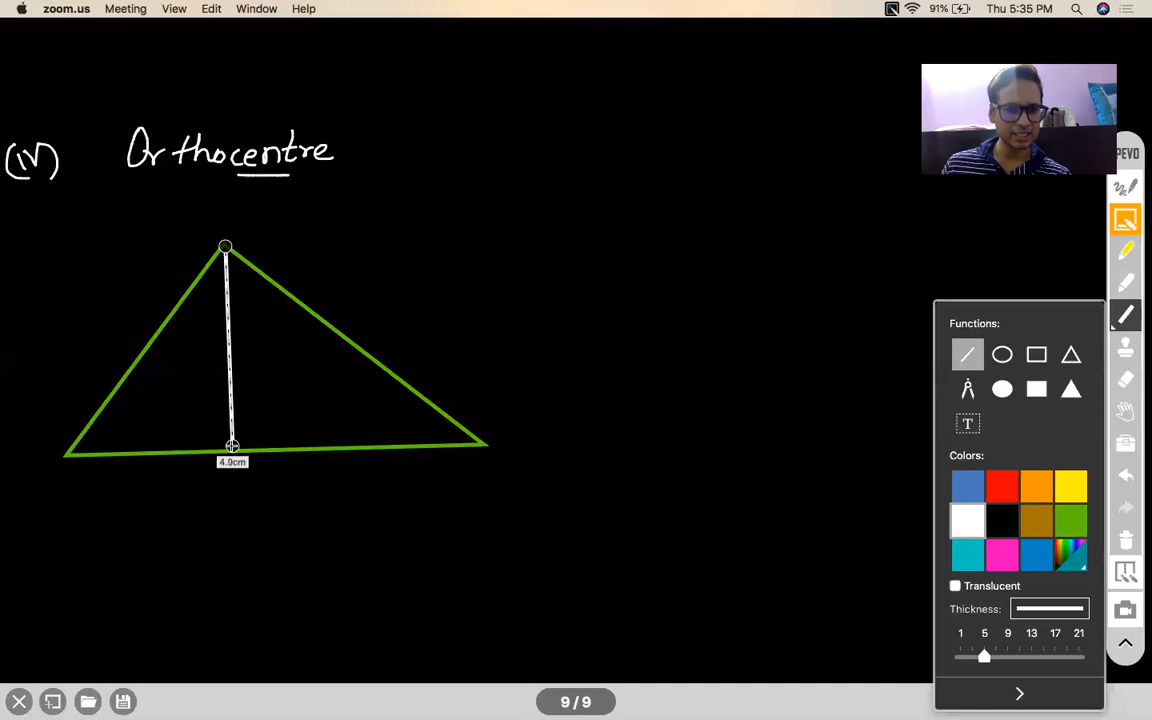 zoom.us Meeting View Edit Window Help 91% Thu 5:35 PM
(IV) Orthocentre
PEVO
4.9cm
Functions:
T
Colors:
Translucent
Thickness:
1 5 9 13 17 21
9 / 9